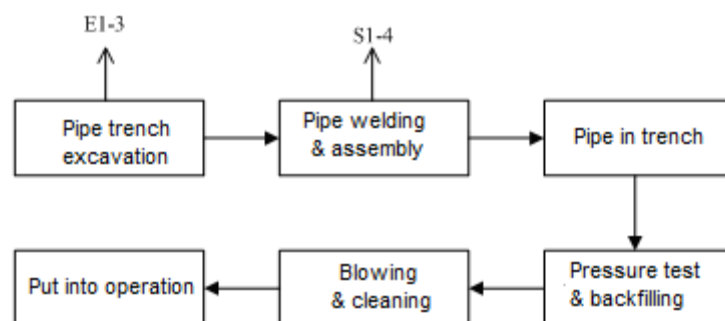 E1-3
S1-4
Pipe trench
excavation
Pipe welding
& assembly
Pipe in trench
Put into operation
Blowing
& cleaning
Pressure test
& backfilling